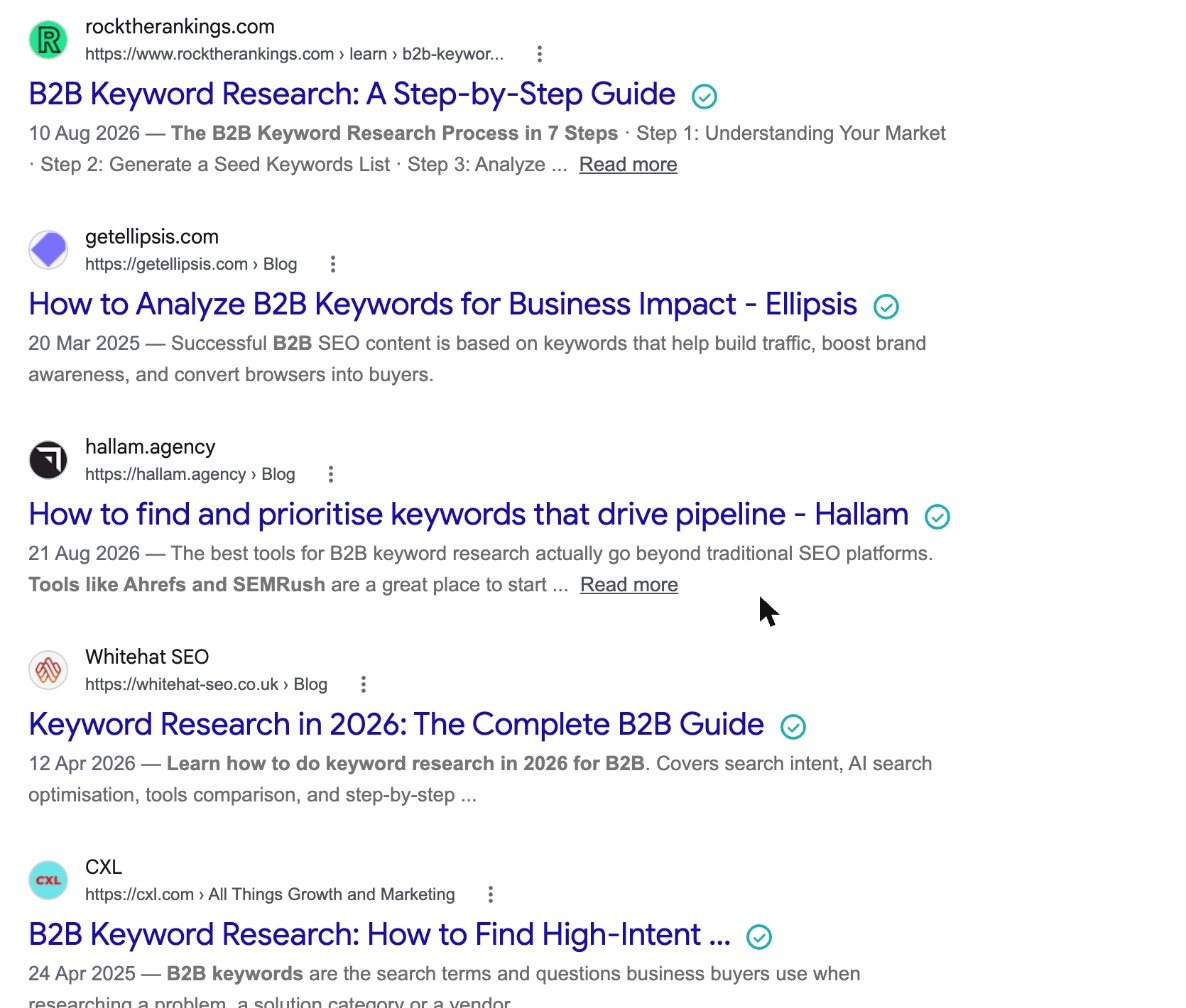 rocktherankings.com
https://www.rocktherankings.com › learn › b2b-keywor...
B2B Keyword Research: A Step-by-Step Guide
10 Aug 2026 — The B2B Keyword Research Process in 7 Steps · Step 1: Understanding Your Market
· Step 2: Generate a Seed Keywords List · Step 3: Analyze ... Read more
getellipsis.com
https://getellipsis.com › Blog
How to Analyze B2B Keywords for Business Impact - Ellipsis
20 Mar 2025 — Successful B2B SEO content is based on keywords that help build traffic, boost brand
awareness, and convert browsers into buyers.
hallam.agency
https://hallam.agency › Blog
How to find and prioritise keywords that drive pipeline - Hallam
21 Aug 2026 — The best tools for B2B keyword research actually go beyond traditional SEO platforms.
Tools like Ahrefs and SEMRush are a great place to start ... Read more
Whitehat SEO
https://whitehat-seo.co.uk › Blog
Keyword Research in 2026: The Complete B2B Guide
12 Apr 2026 — Learn how to do keyword research in 2026 for B2B. Covers search intent, AI search
optimisation, tools comparison, and step-by-step ...
CXL
CXL
https://cxl.com › All Things Growth and Marketing
B2B Keyword Research: How to Find High-Intent ...
24 Apr 2025 — B2B keywords are the search terms and questions business buyers use when
researching a problem, a solution category or a vendor